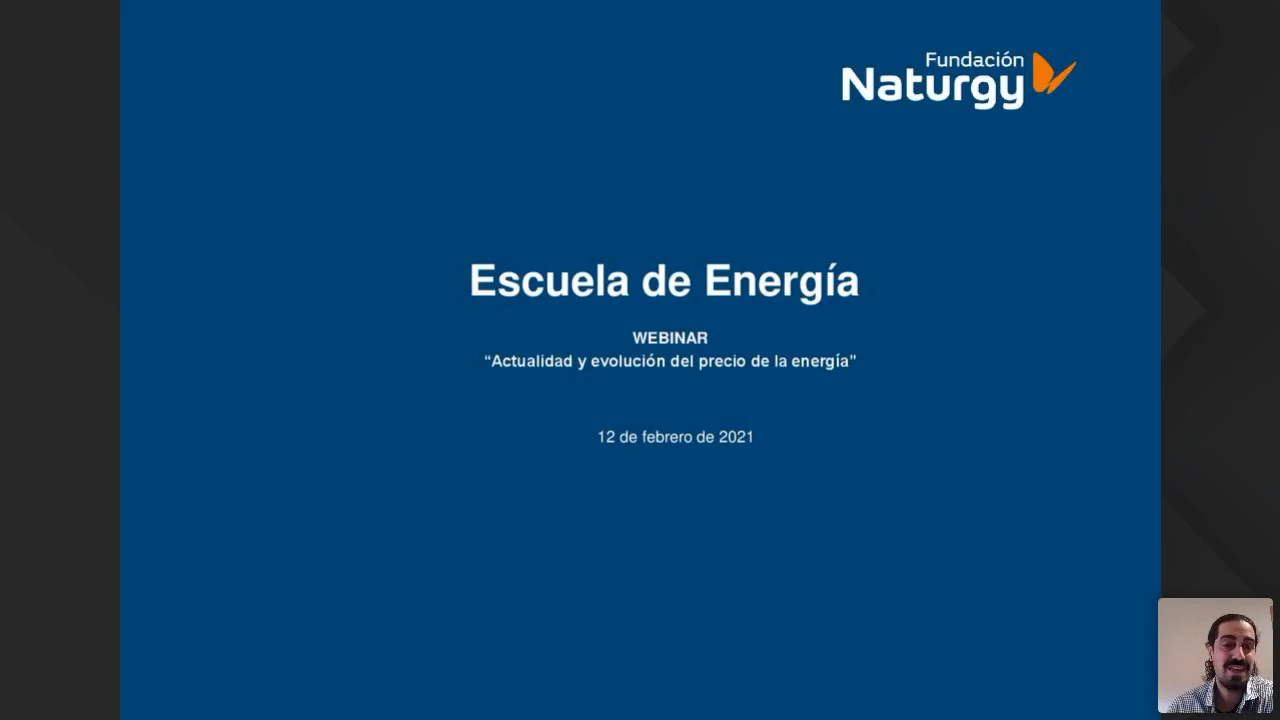 Fundación
Naturgy
Escuela de Energía
WEBINAR
“Actualidad y evolución del precio de la energía”
12 de febrero de 2021